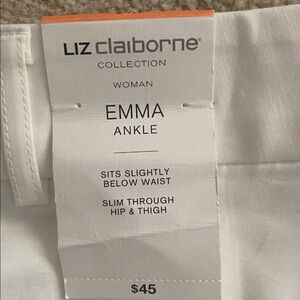 LIZ claiborne
COLLECTION
WOMAN
EMMA
ANKLE
SITS SLIGHTLY
BELOW WAIST
SLIM THROUGH
HIP & THIGH
$45